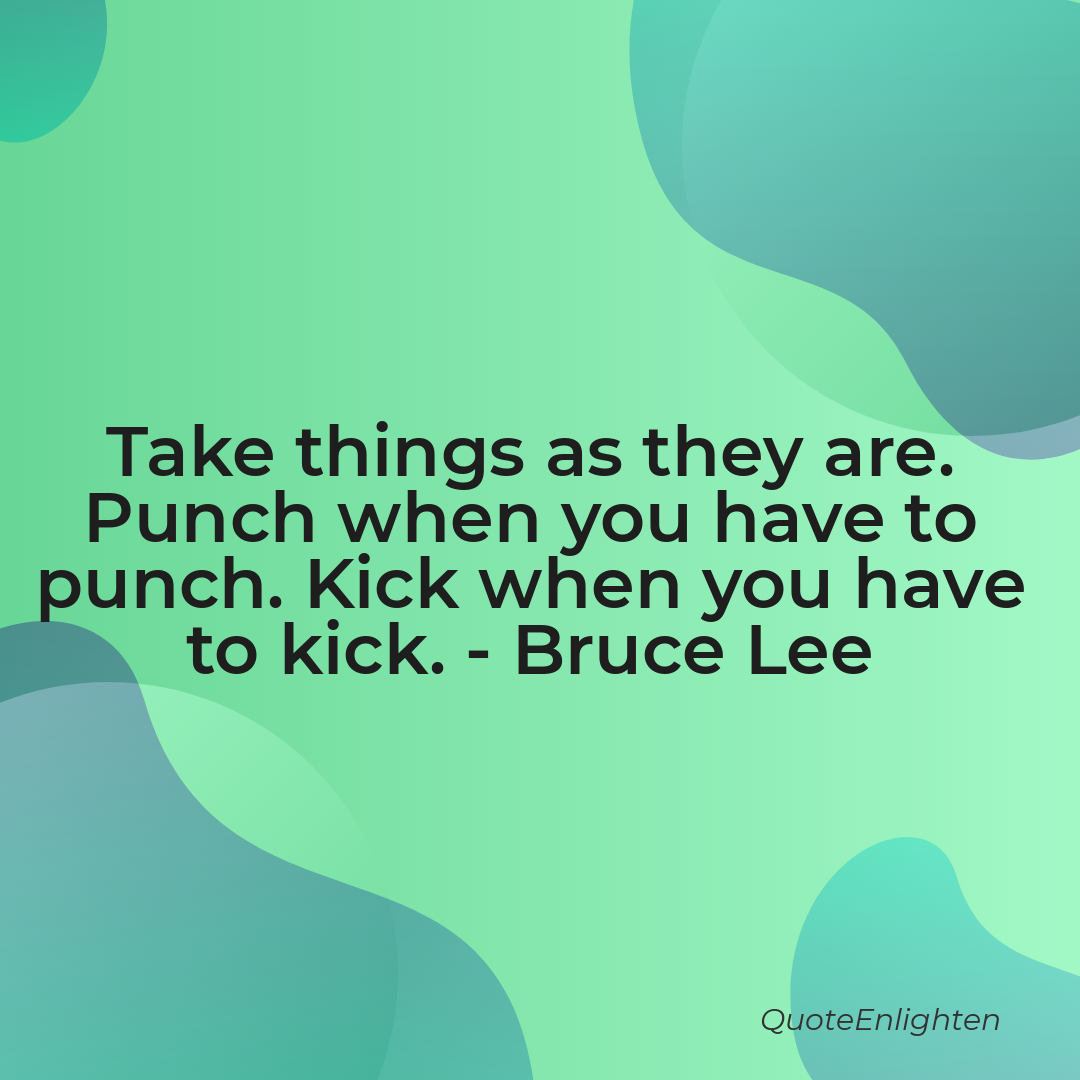 Take things as they are.
Punch when you have to
punch. Kick when you have
to kick. - Bruce Lee
QuoteEnlighten